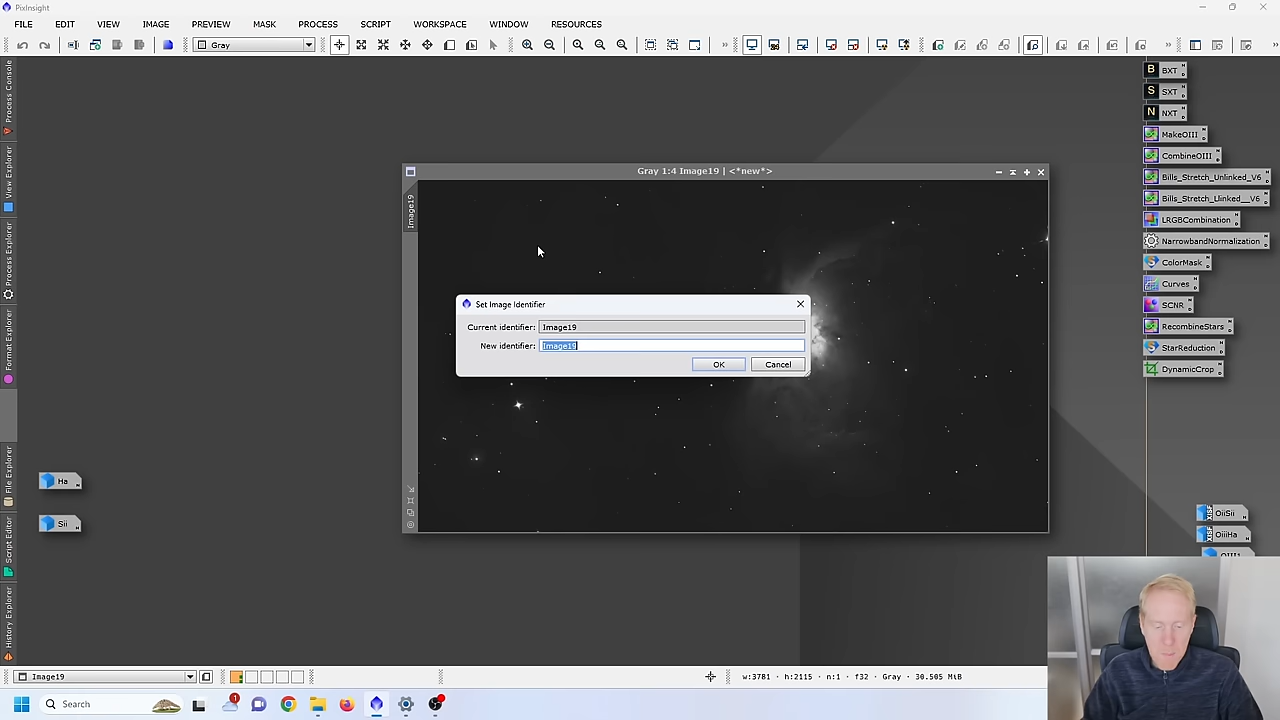 PixInsight
FILE EDIT VIEW IMAGE PREVIEW MASK PROCESS SCRIPT WORKSPACE WINDOW RESOURCES
Gray
Process Console
View Explorer
Process Explorer
Format Explorer
File Explorer
Script Editor
History Explorer
B BXT
S SXT
N NXT
MakeOIII
CombineOIII
Bills_Stretch_Unlinked_V6
Bills_Stretch_Llinked__V6
LRGBCombination
NarrowbandNormalization
ColorMask
Curves
SCNR
RecombineStars
StarReduction
DynamicCrop
Gray 1:4 Image19 | <*new*>
Image19
Set Image Identifier
Current identifier: Image19
New identifier: Image19
OK Cancel
Ha
Sii
OiiSii
OiiiHa
Image19
w:3781 · h:2115 · n:1 · f32 · Gray · 30.505 MiB
Search
1